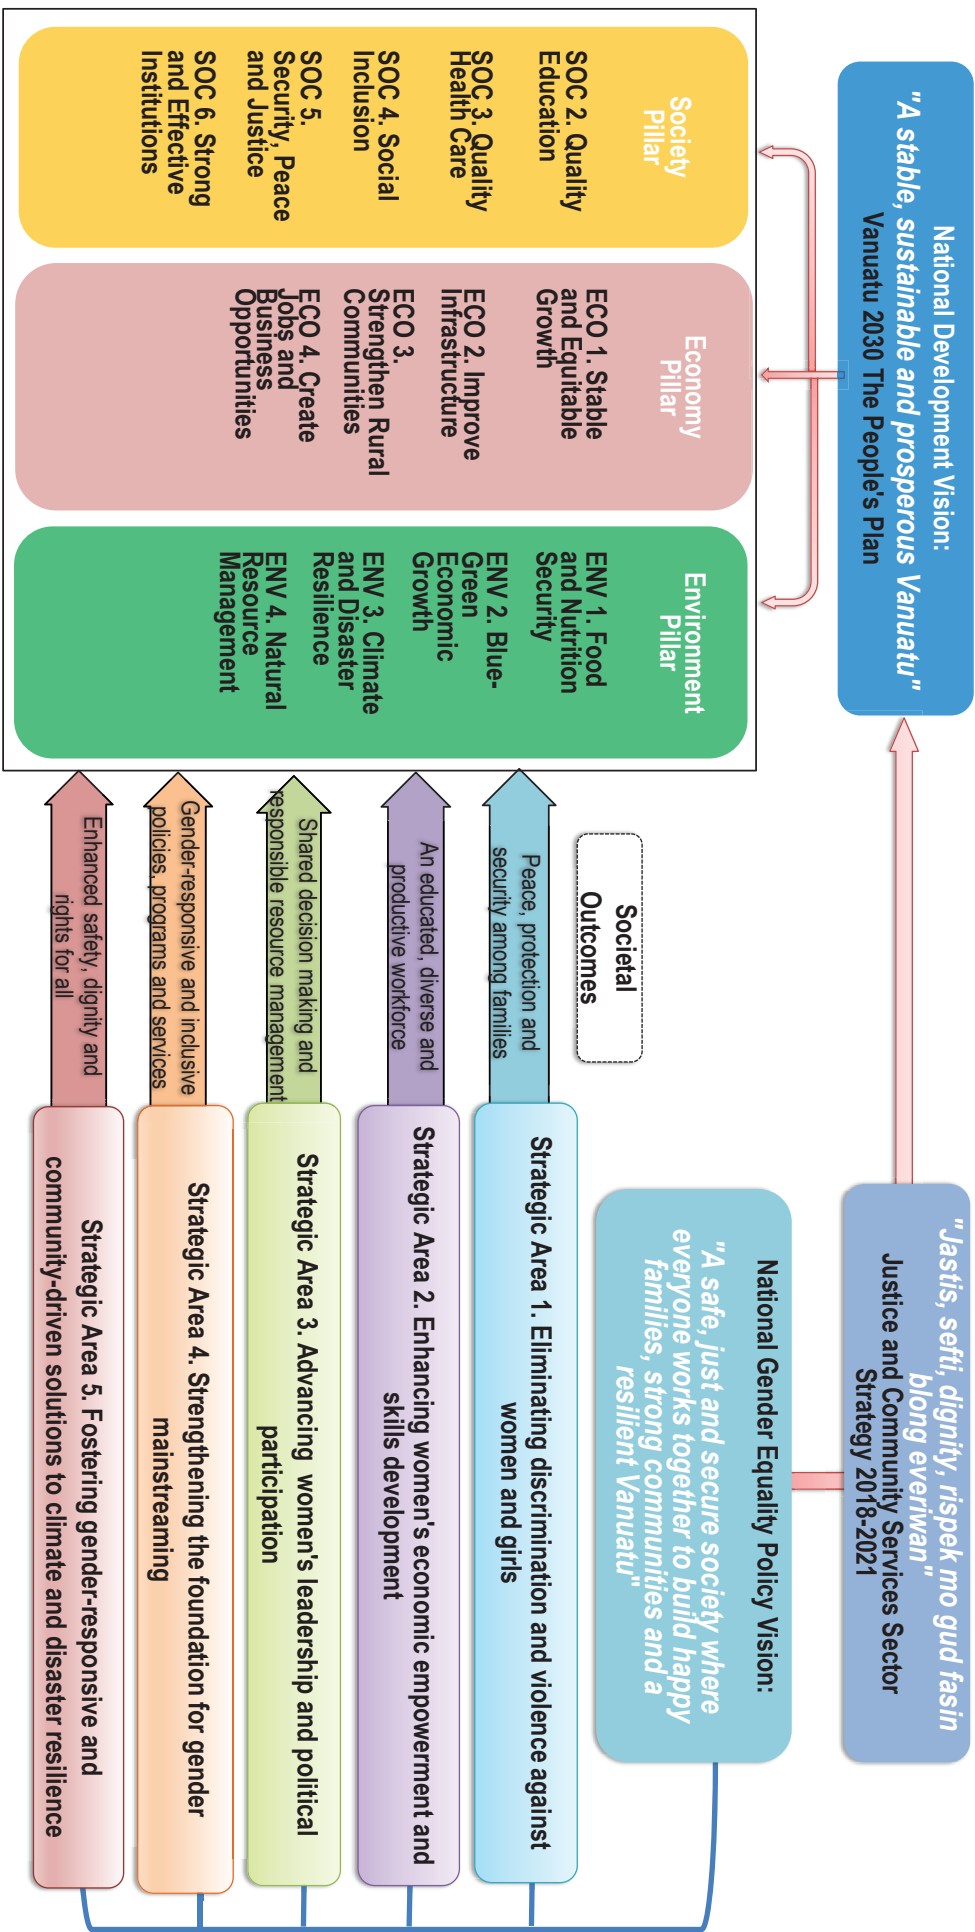 National Development Vision:
"A stable, sustainable and prosperous Vanuatu"
Vanuatu 2030 The People's Plan
Society
Pillar
SOC 2. Quality
Education
SOC 3. Quality
Health Care
SOC 4. Social
Inclusion
SOC 5.
Security, Peace
and Justice
SOC 6. Strong
and Effective
Institutions
Economy
Pillar
ECO 1. Stable
and Equitable
Growth
ECO 2. Improve
Infrastructure
ECO 3.
Strengthen Rural
Communities
ECO 4. Create
Jobs and
Business
Opportunities
Environment
Pillar
ENV 1. Food
and Nutrition
Security
ENV 2. Blue-
Green
Economic
Growth
ENV 3. Climate
and Disaster
Resilience
ENV 4. Natural
Resource
Management
"Jastis, sefti, dignity, rispek mo gud fasin
blong everiwan"
Justice and Community Services Sector
Strategy 2018-2021
National Gender Equality Policy Vision:
"A safe, just and secure society where
everyone works together to build happy
families, strong communities and a
resilient Vanuatu"
Societal
Outcomes
Peace, protection and
security among families
Strategic Area 1. Eliminating discrimination and violence against
women and girls
An educated, diverse and
productive workforce
Strategic Area 2. Enhancing women's economic empowerment and
skills development
Shared decision making and
responsible resource management
Strategic Area 3. Advancing women's leadership and political
participation
Gender-responsive and inclusive
policies, programs and services
Strategic Area 4. Strengthening the foundation for gender
mainstreaming
Enhanced safety, dignity and
rights for all
Strategic Area 5. Fostering gender-responsive and
community-driven solutions to climate and disaster resilience